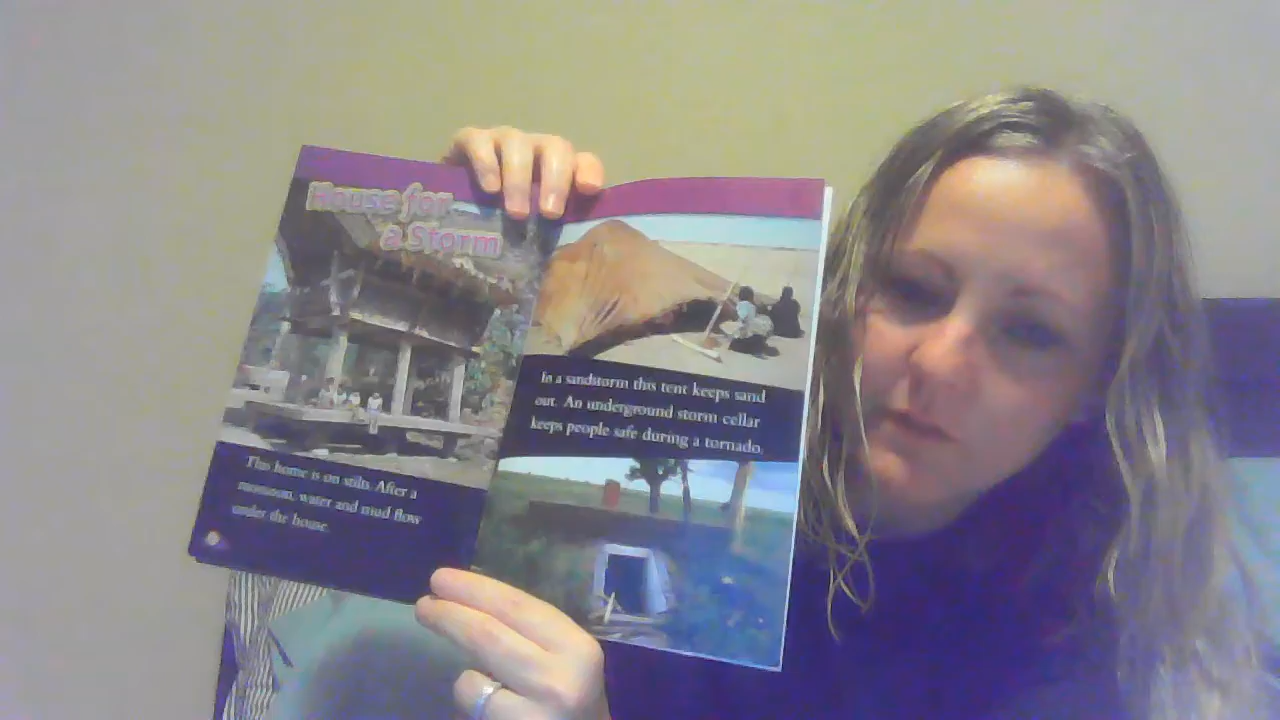 House for
a Storm
This home is on stilts. After a
monsoon, water and mud flow
under the house.
In a sandstorm this tent keeps sand
out. An underground storm cellar
keeps people safe during a tornado.